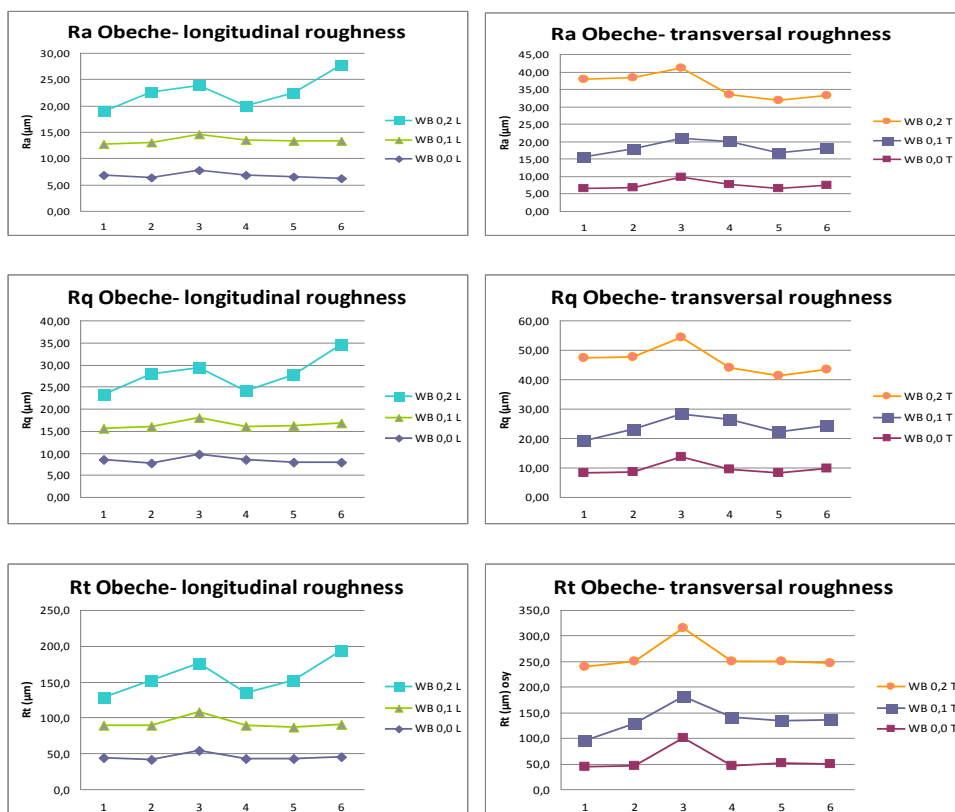 Ra Obeche- longitudinal roughness
Ra (µm)
30,00
25,00
20,00
15,00
10,00
5,00
0,00
1 2 3 4 5 6
WB 0,2 L
WB 0,1 L
WB 0,0 L
Ra Obeche- transversal roughness
Ra (µm)
45,00
40,00
35,00
30,00
25,00
20,00
15,00
10,00
5,00
0,00
1 2 3 4 5 6
WB 0,2 T
WB 0,1 T
WB 0,0 T
Rq Obeche- longitudinal roughness
Rq (µm)
40,00
35,00
30,00
25,00
20,00
15,00
10,00
5,00
0,00
1 2 3 4 5 6
WB 0,2 L
WB 0,1 L
WB 0,0 L
Rq Obeche- transversal roughness
Rq (µm)
60,00
50,00
40,00
30,00
20,00
10,00
0,00
1 2 3 4 5 6
WB 0,2 T
WB 0,1 T
WB 0,0 T
Rt Obeche- longitudinal roughness
Rt (µm)
250,0
200,0
150,0
100,0
50,0
0,0
1 2 3 4 5 6
WB 0,2 L
WB 0,1 L
WB 0,0 L
Rt Obeche- transversal roughness
Rt (µm) osy
350,0
300,0
250,0
200,0
150,0
100,0
50,0
0,0
1 2 3 4 5 6
WB 0,2 T
WB 0,1 T
WB 0,0 T